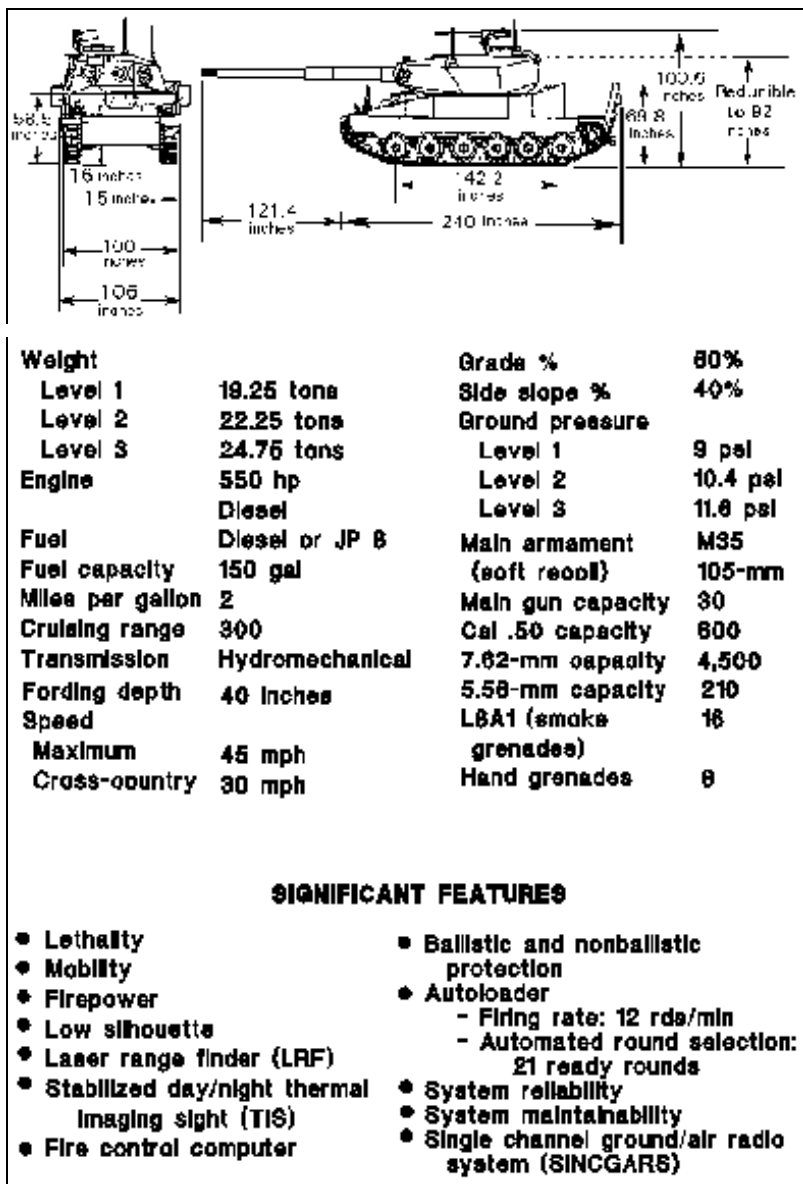 inches
Reducible
inches
to 92
inches
69.8
inches
inches
16 inches
15 inches
142.2
inches
121.4
inches
240 inches
100
inches
106
inches
Weight
Level 1 19.25 tons
Level 2 22.25 tons
Level 3 24.75 tons
Engine 550 hp
Diesel
Fuel Diesel or JP 8
Fuel capacity 150 gal
Miles per gallon 2
Cruising range 300
Transmission Hydromechanical
Fording depth 40 inches
Speed
Maximum 45 mph
Cross-country 30 mph
Grade % 60%
Side slope % 40%
Ground pressure
Level 1 9 psi
Level 2 10.4 psi
Level 3 psi
Main armament M35
(soft recoil) 105-mm
Main gun capacity 30
Cal .50 capacity 600
7.62-mm capacity 4,500
5.56-mm capacity 210
L8A1 (smoke 16
grenades)
Hand grenades
SIGNIFICANT FEATURES
• Lethality
• Mobility
• Firepower
• Low silhouette
• Laser range finder (LRF)
• Stabilized day/night thermal
imaging sight (TIS)
• Fire control computer
• Ballistic and nonballistic
protection
• Autoloader
- Firing rate: 12 rds/min
- Automated round selection:
21 ready rounds
• System reliability
• System maintainability
• Single channel ground/air radio
system (SINCGARS)